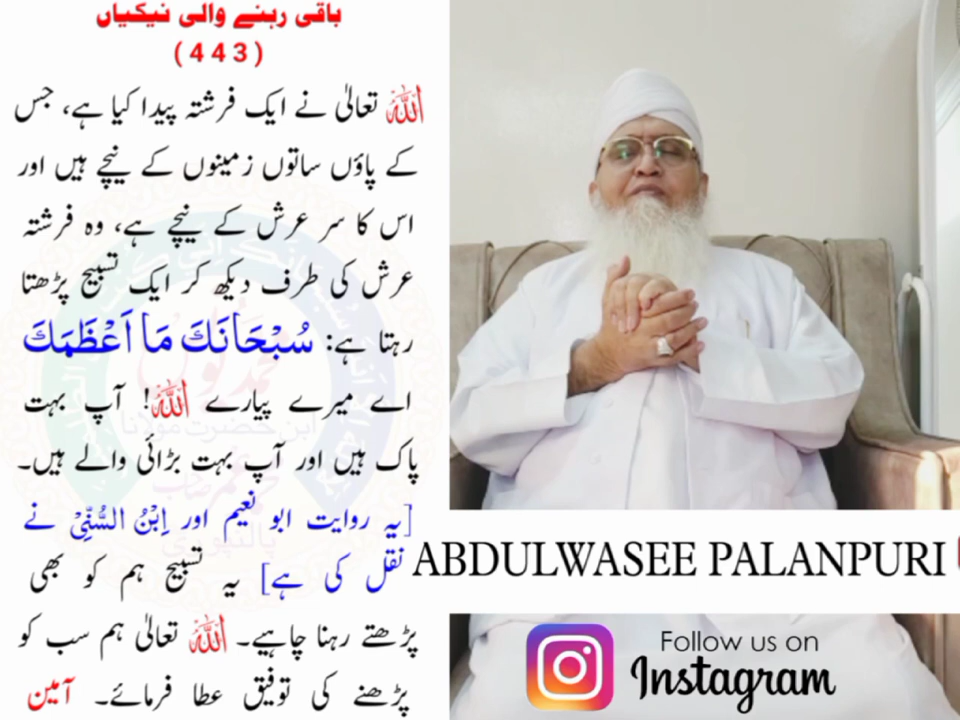 باقی رہنے والی نیکیاں
(443)
اللہ تعالیٰ نے ایک فرشتہ پیدا کیا ہے، جس
کے پاؤں ساتوں زمینوں کے نیچے ہیں اور
اس کا سر عرش کے نیچے ہے، وہ فرشتہ
عرش کی طرف دیکھ کر ایک تسبیح پڑھتا
رہتا ہے: سُبْحَانَكَ مَا اَعْظَمَكَ
اے میرے پیارے اللہ! آپ بہت
پاک ہیں اور آپ بہت بڑائی والے ہیں۔
[یہ روایت ابو نعیم اور اِبْنُ السُّنِّیْ نے
نقل کی ہے] یہ تسبیح ہم کو بھی
پڑھتے رہنا چاہیے۔ اللہ تعالیٰ ہم سب کو
پڑھنے کی توفیق عطا فرمائے۔ آمین
ABDULWASEE PALANPURI
Follow us on
Instagram
ابن حضرت مولانا
پالنپوری